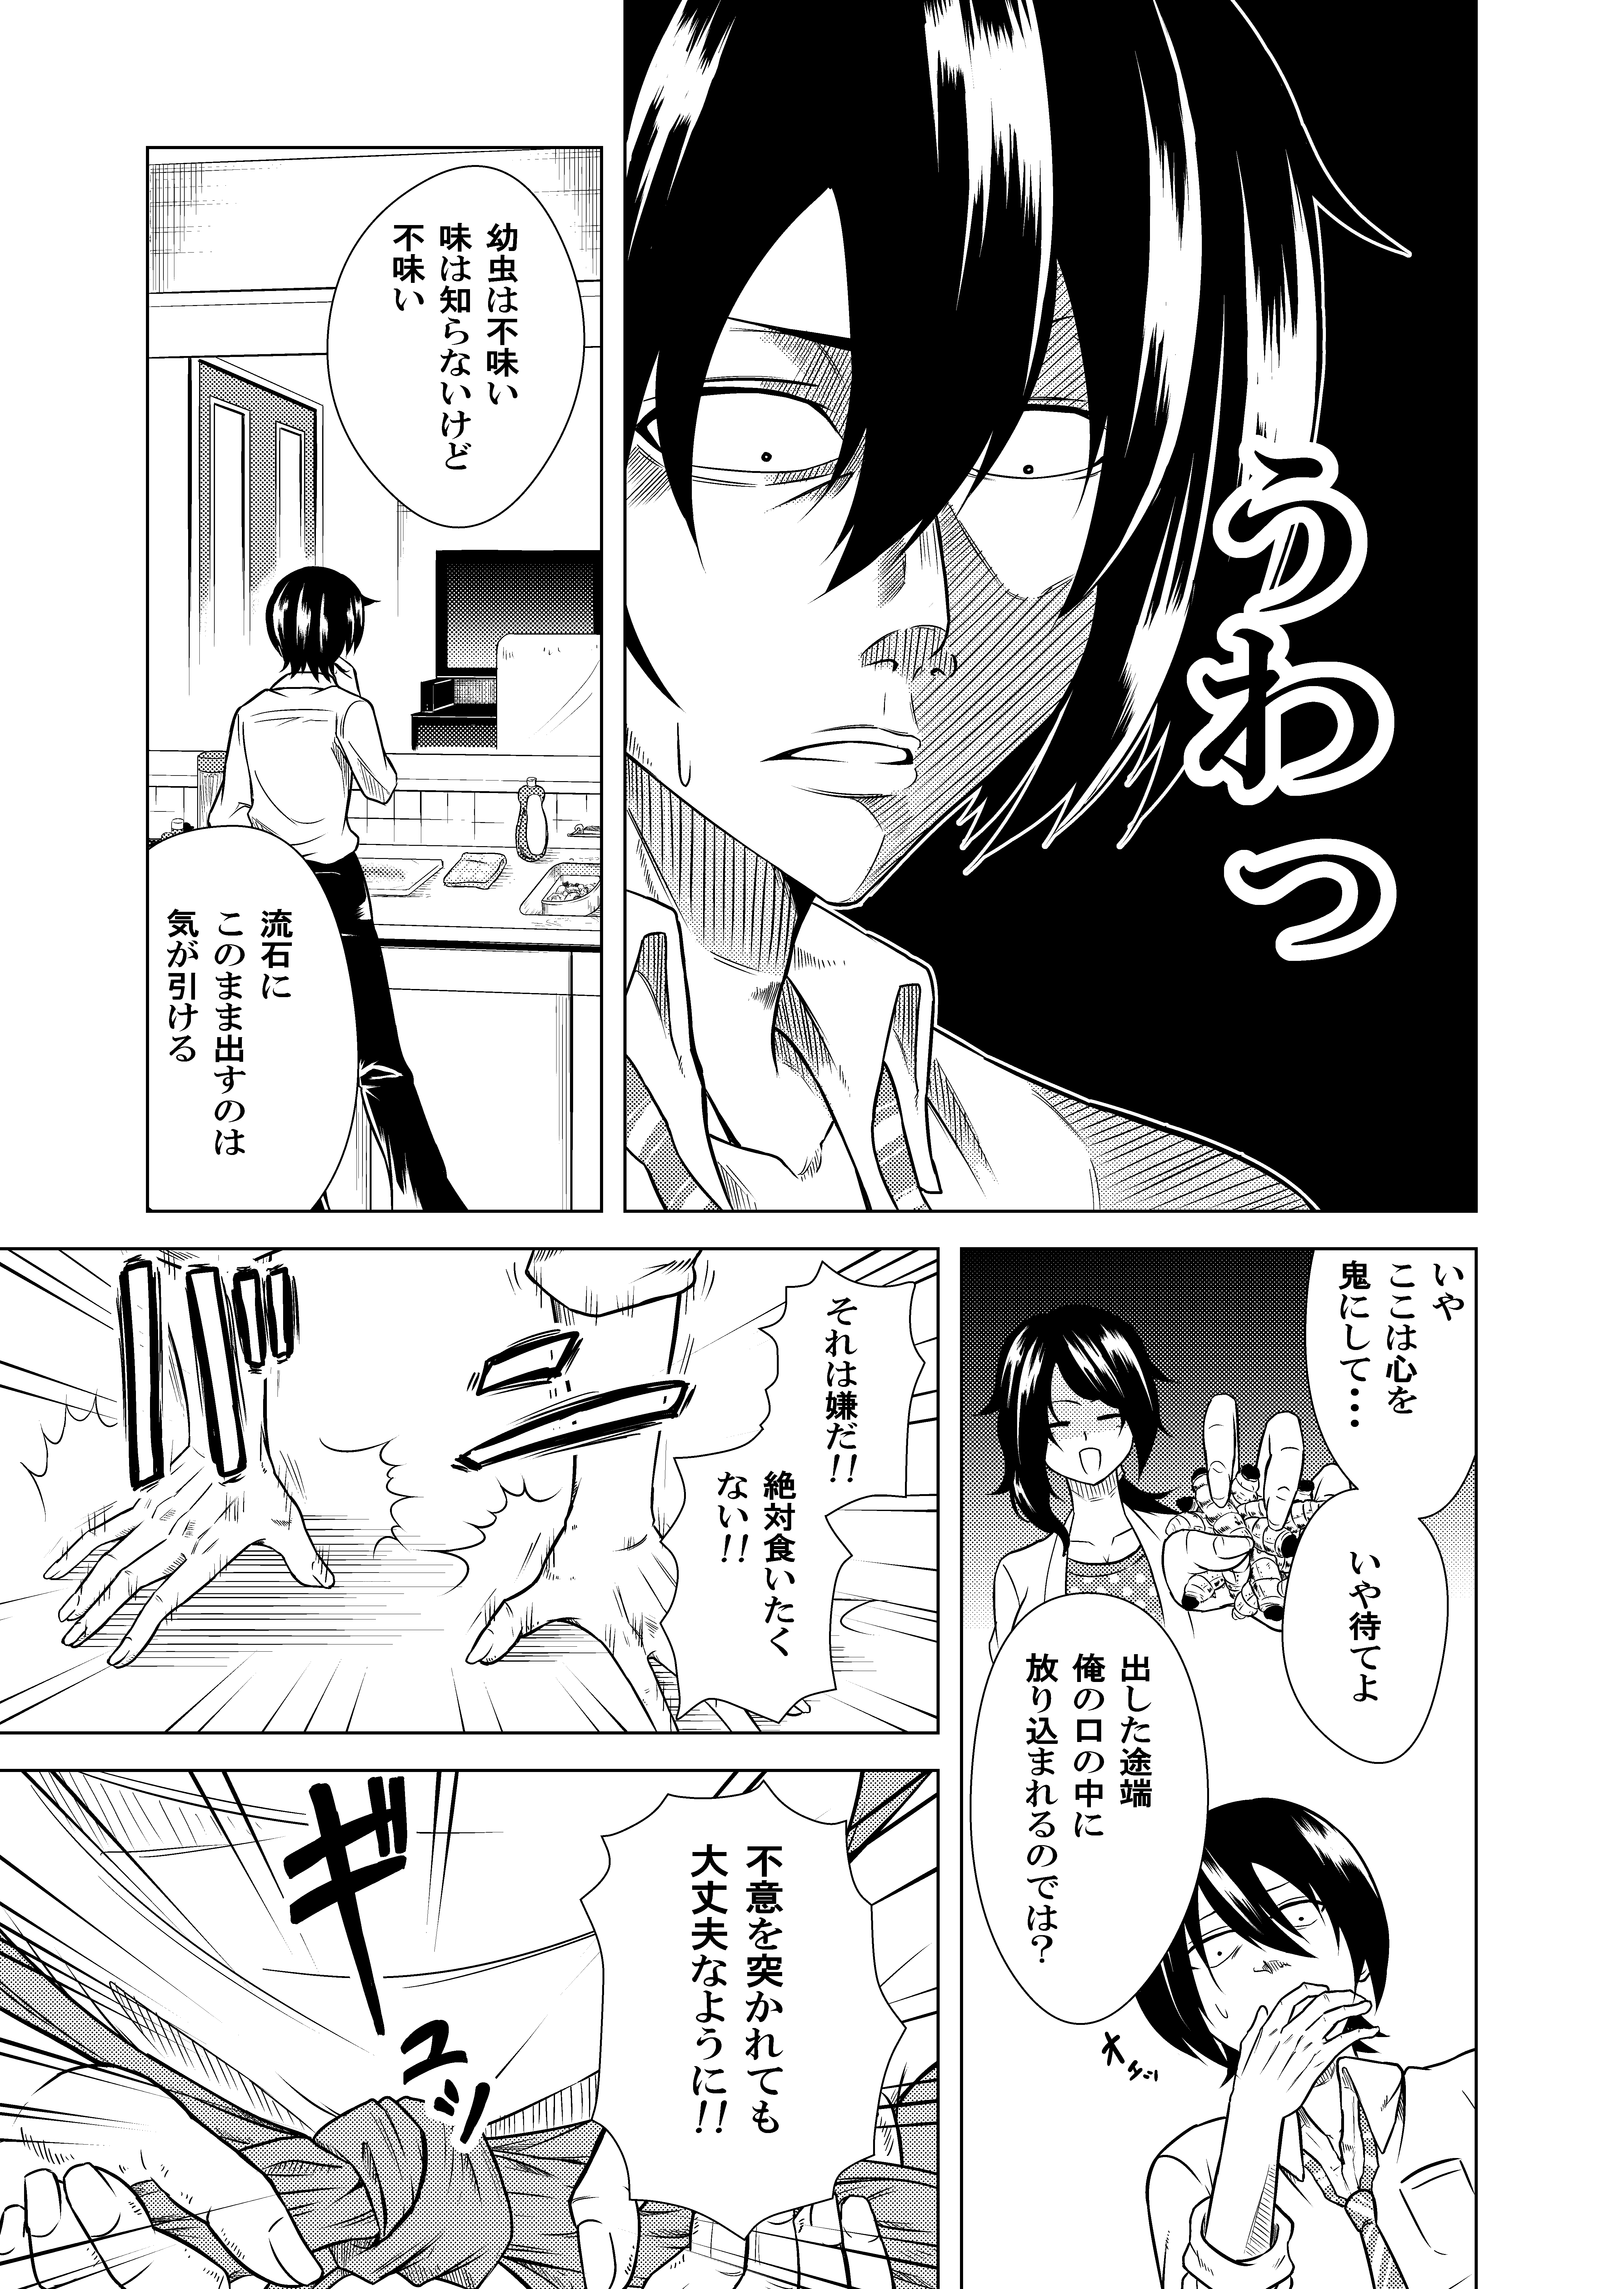 うわっ
幼虫は不味い
味は知らないけど
不味い
流石に
このまま出すのは
気が引ける
いや
ここは心を
鬼にして・・・
いや待てよ
出した途端
俺の口の中に
放り込まれるのでは？
オェ…
それは嫌だ！！
絶対食いたく
ない！！
バン
不意を突かれても
大丈夫なように！！
ギュッ